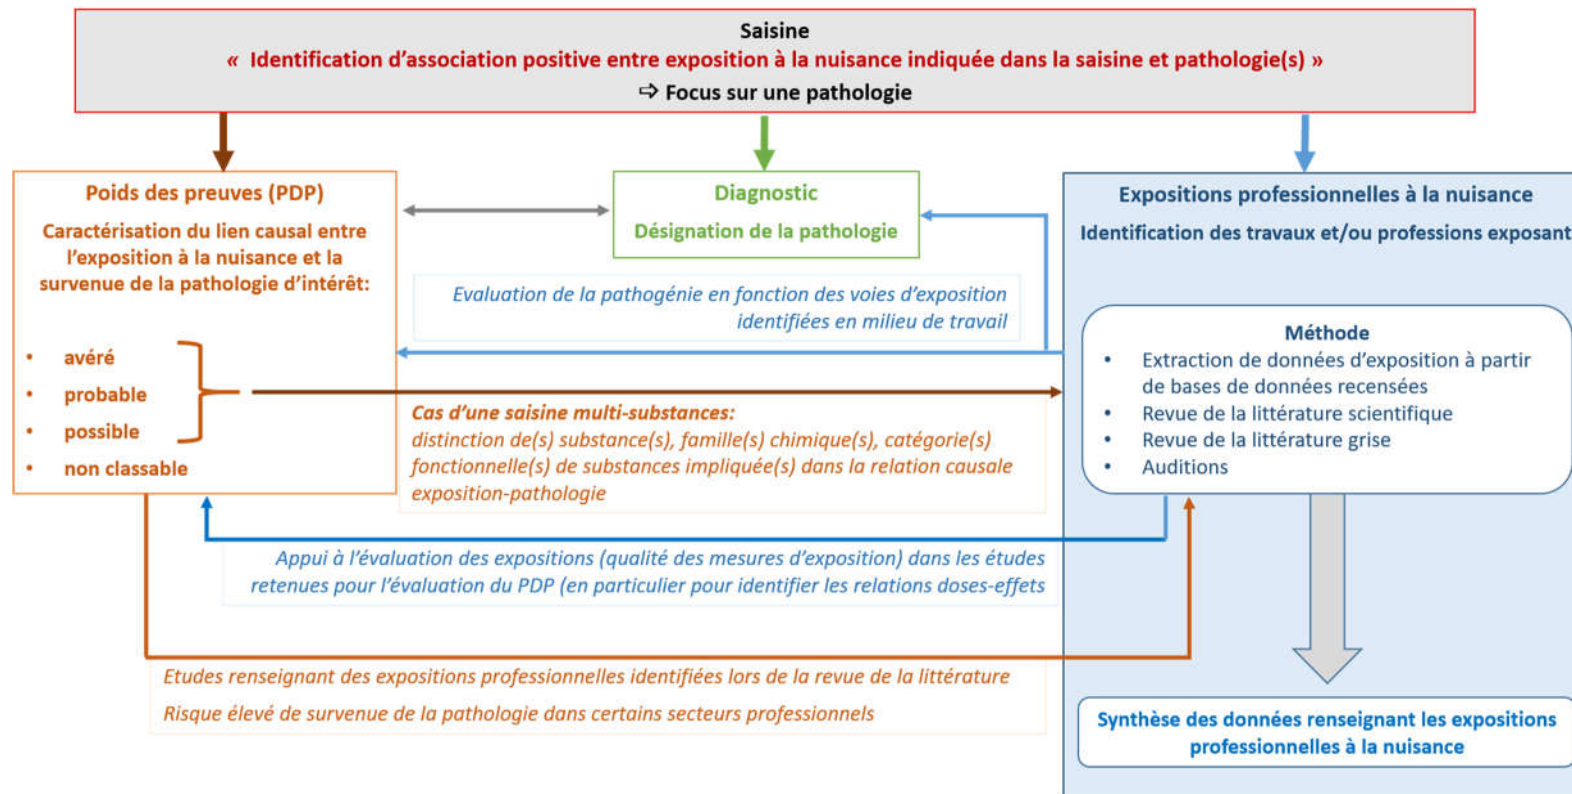 Saisine
« Identification d’association positive entre exposition à la nuisance indiquée dans la saisine et pathologie(s) »
⇨ Focus sur une pathologie
Poids des preuves (PDP)
Caractérisation du lien causal entre
l’exposition à la nuisance et la
survenue de la pathologie d’intérêt:
• avéré
• probable
• possible
• non classable
Diagnostic
Désignation de la pathologie
Expositions professionnelles à la nuisance
Identification des travaux et/ou professions exposant
Evaluation de la pathogénie en fonction des voies d’exposition
identifiées en milieu de travail
Méthode
• Extraction de données d’exposition à partir
de bases de données recensées
• Revue de la littérature scientifique
• Revue de la littérature grise
• Auditions
Cas d’une saisine multi-substances:
distinction de(s) substance(s), famille(s) chimique(s), catégorie(s)
fonctionnelle(s) de substances impliquée(s) dans la relation causale
exposition-pathologie
Appui à l’évaluation des expositions (qualité des mesures d’exposition) dans les études
retenues pour l’évaluation du PDP (en particulier pour identifier les relations doses-effets
Etudes renseignant des expositions professionnelles identifiées lors de la revue de la littérature
Risque élevé de survenue de la pathologie dans certains secteurs professionnels
Synthèse des données renseignant les expositions
professionnelles à la nuisance